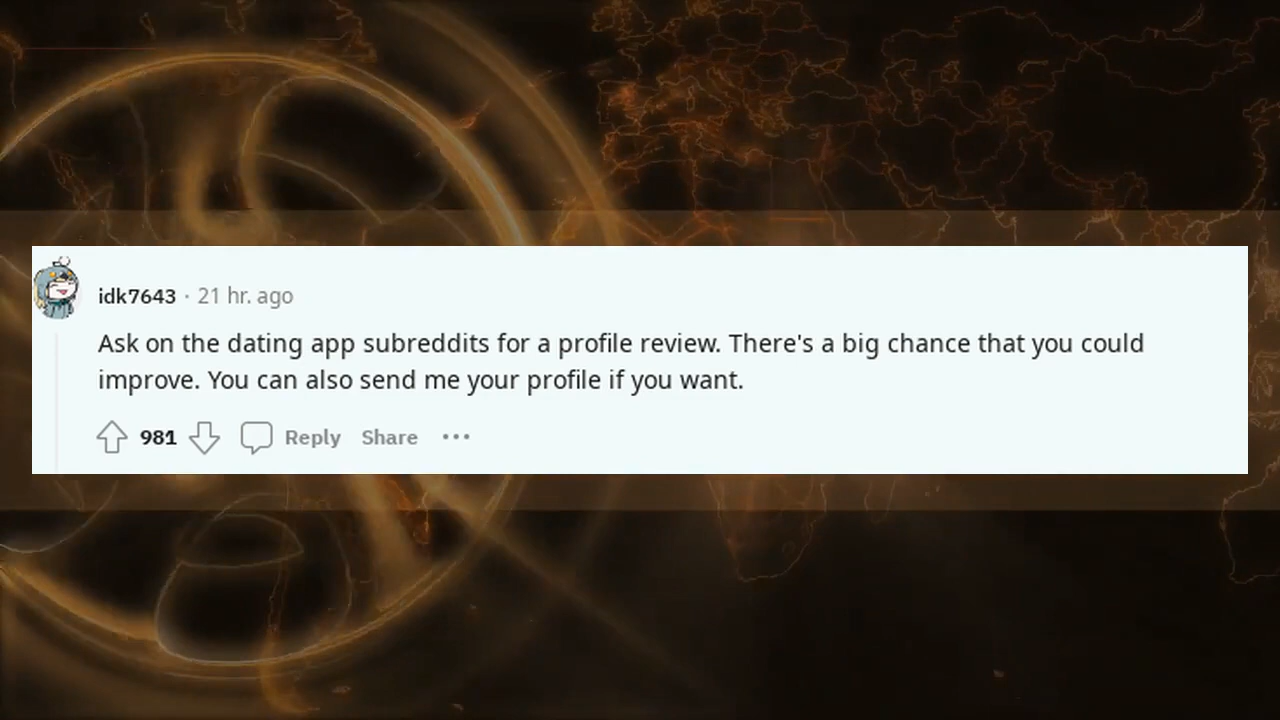 idk7643 · 21 hr. ago
Ask on the dating app subreddits for a profile review. There's a big chance that you could
improve. You can also send me your profile if you want.
981 Reply Share ···